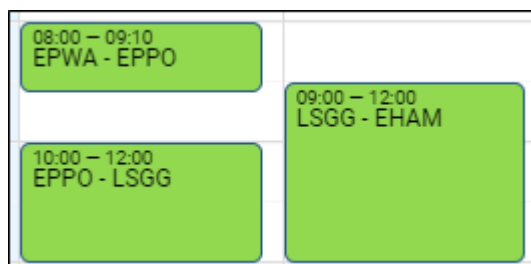 08:00 – 09:10
EPWA - EPPO
10:00 – 12:00
EPPO - LSGG
09:00 – 12:00
LSGG - EHAM